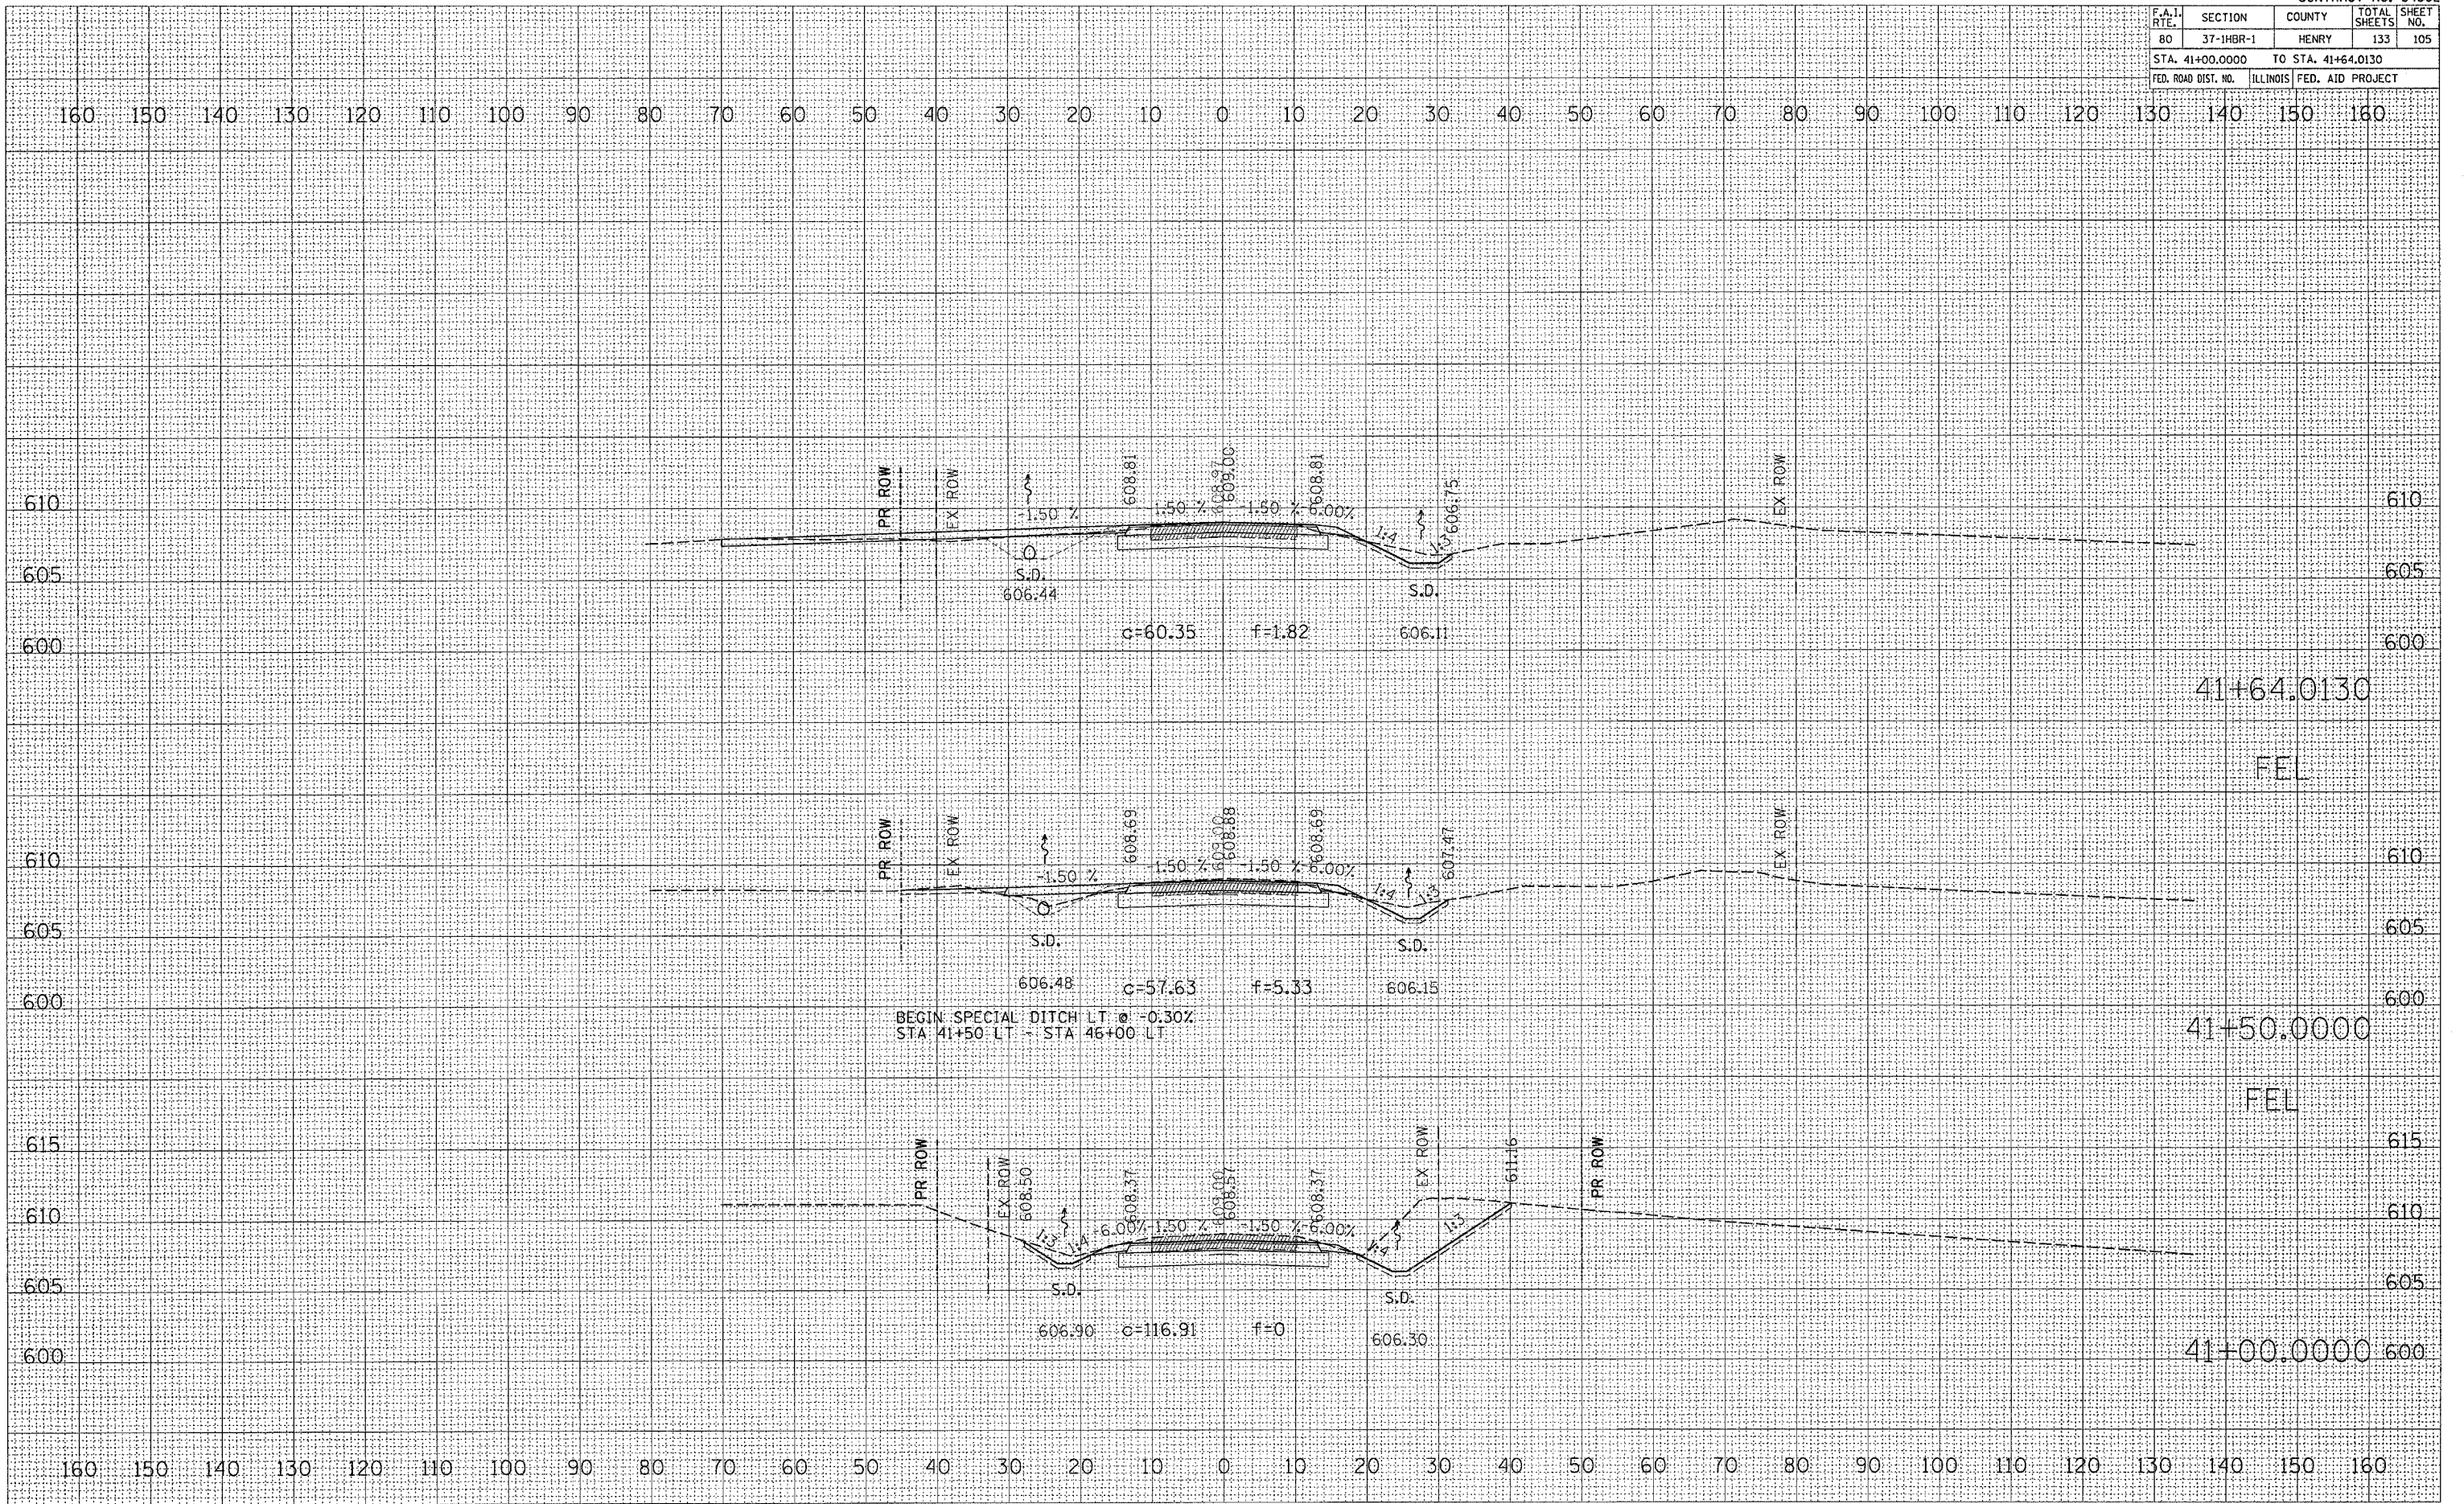 F.A.I. RTE. SECTION COUNTY TOTAL SHEETS SHEET NO.
80 37-1HBR-1 HENRY 133 105
STA. 41+00.0000 TO STA. 41+64.0130
FED. ROAD DIST. NO. ILLINOIS FED. AID PROJECT
160 150 140 130 120 110 100 90 80 70 60 50 40 30 20 10 0 10 20 30 40 50 60 70 80 90 100 110 120 130 140 150 160
PR ROW EX ROW 608.81 608.97 609.00 608.81 606.75 EX ROW
610 -1.50 % -1.50 % -1.50 % -6.00% 610
1:4 1:3
605 S.D. 605
606.44 S.D.
600 c=60.35 f=1.82 606.11 600
41+64.0130
FEL
PR ROW EX ROW 608.69 609.00 608.88 608.69 607.47 EX ROW
610 -1.50 % -1.50 % -1.50 % -6.00% 610
1:4 1:3
605 S.D. S.D. 605
606.48 c=57.63 f=5.33 606.15
600 600
BEGIN SPECIAL DITCH LT @ -0.30%
STA 41+50 LT - STA 46+00 LT
41+50.0000
FEL
615 615
PR ROW EX ROW 608.50 608.37 609.00 608.57 608.37 EX ROW 611.16 PR ROW
610 610
1:3 1:4 -6.00% -1.50 % -1.50 % -6.00% 1:4 1:3
605 S.D. S.D. 605
606.90 c=116.91 f=0 606.30
600 41+00.0000 600
160 150 140 130 120 110 100 90 80 70 60 50 40 30 20 10 0 10 20 30 40 50 60 70 80 90 100 110 120 130 140 150 160